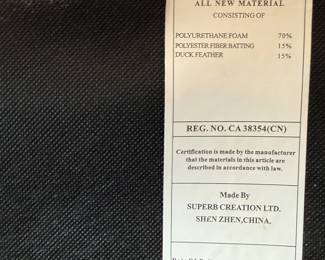 ALL NEW MATERIAL
CONSISTING OF
POLYURETHANE FOAM 70%
POLYESTER FIBER BATTING 15%
DUCK FEATHER 15%
REG. NO. CA 38354(CN)
Certification is made by the manufacturer
that the materials in this article are
described in accordance with law.
Made By
SUPERB CREATION LTD.
SHEN ZHEN,CHINA.